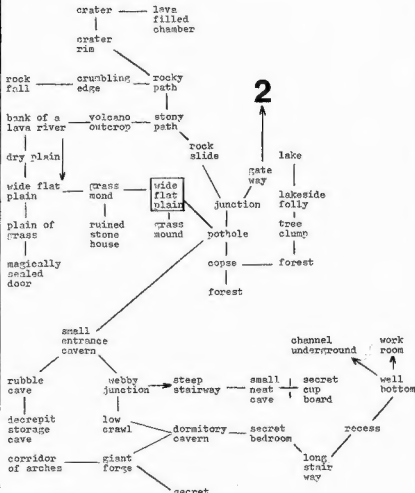 crater
lava
filled
chamber
crater
rim
rock
fall
crumbling
edge
rocky
path
2
bank of a
lava river
volcano
outcrop
stony
path
rock
slide
lake
dry plain
gate
way
wide flat
plain
grass
mond
wide
flat
plain
junction
lakeside
folly
plain of
grass
ruined
stone
house
grass
mound
pothole
tree
clump
copse
forest
magically
sealed
door
forest
small
entrance
cavern
channel
underground
work
room
rubble
cave
webby
junction
steep
stairway
small
neat
cave
secret
cup
board
well
bottom
decrepit
storage
cave
low
crawl
dormitory
cavern
secret
bedroom
recess
corridor
of arches
giant
forge
long
stair
way
secret